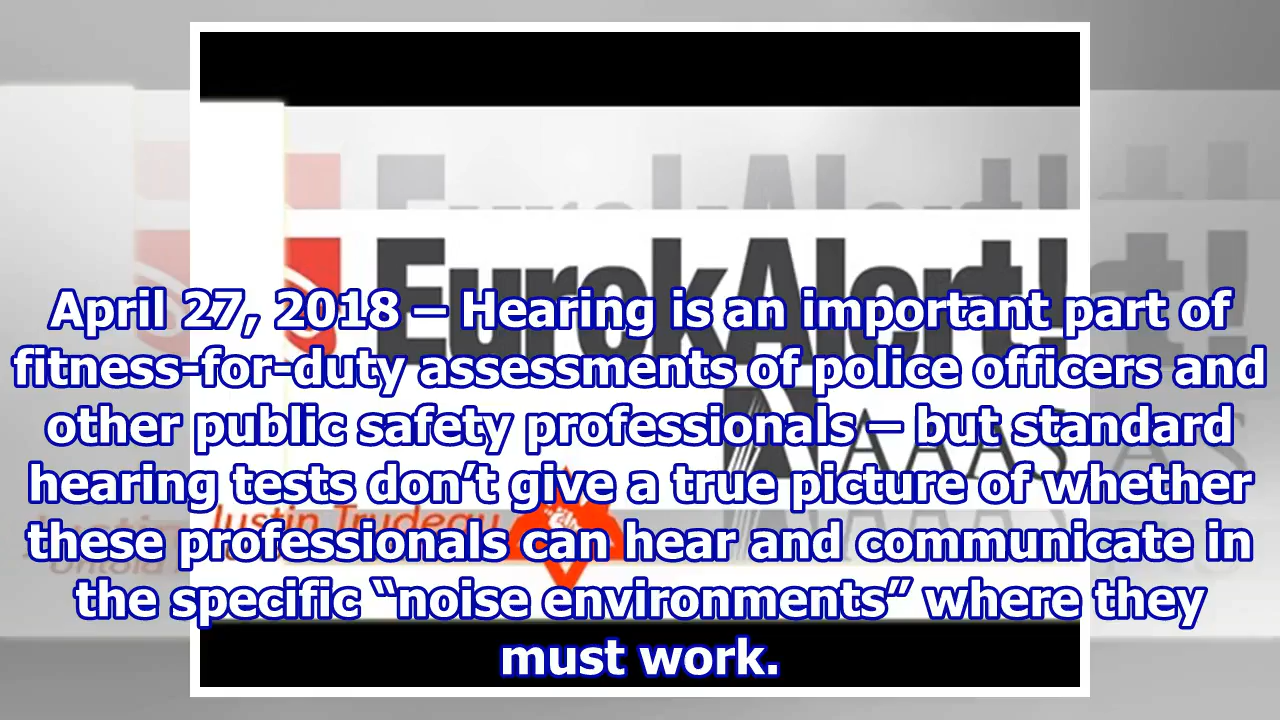 EurekAlert!
April 27, 2018 – Hearing is an important part of
fitness-for-duty assessments of police officers and
other public safety professionals – but standard
hearing tests don’t give a true picture of whether
these professionals can hear and communicate in
the specific “noise environments” where they
must work.
AAAS
Justin Trudeau